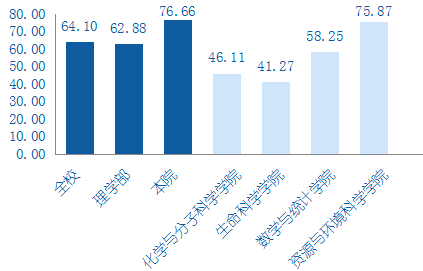 80.00
70.00
60.00
50.00
40.00
30.00
20.00
10.00
0.00
64.10
62.88
76.66
46.11
41.27
58.25
75.87
全校
理学部
本院
化学与分子科学学院
生命科学学院
数学与统计学院
资源与环境科学学院